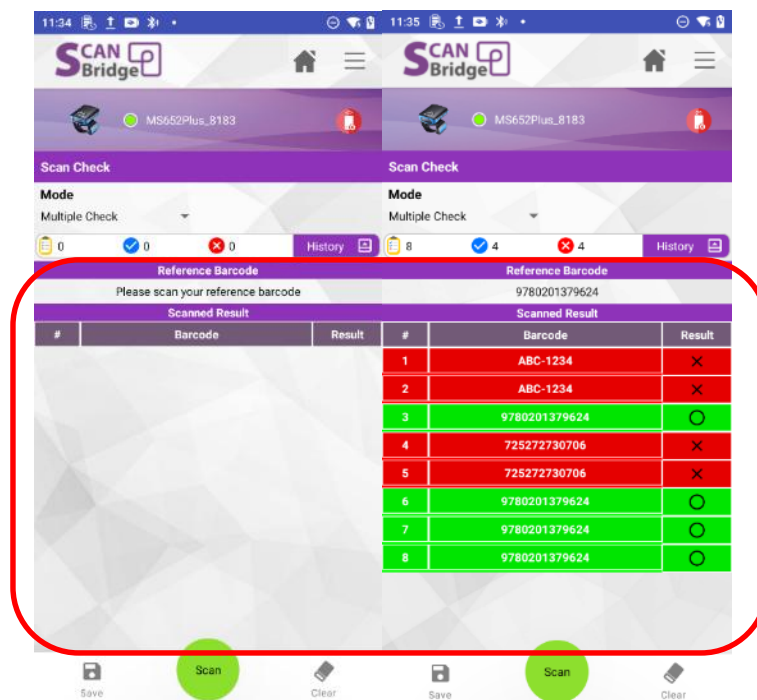 11:34
SCAN
Bridge
MS652Plus_8183
Scan Check
Mode
Multiple Check
0 0 0 History
Reference Barcode
Please scan your reference barcode
Scanned Result
# Barcode Result
Save Scan Clear
11:35
SCAN
Bridge
MS652Plus_8183
Scan Check
Mode
Multiple Check
8 4 4 History
Reference Barcode
9780201379624
Scanned Result
# Barcode Result
1 ABC-1234
2 ABC-1234
3 9780201379624
4 725272730706
5 725272730706
6 9780201379624
7 9780201379624
8 9780201379624
Save Scan Clear